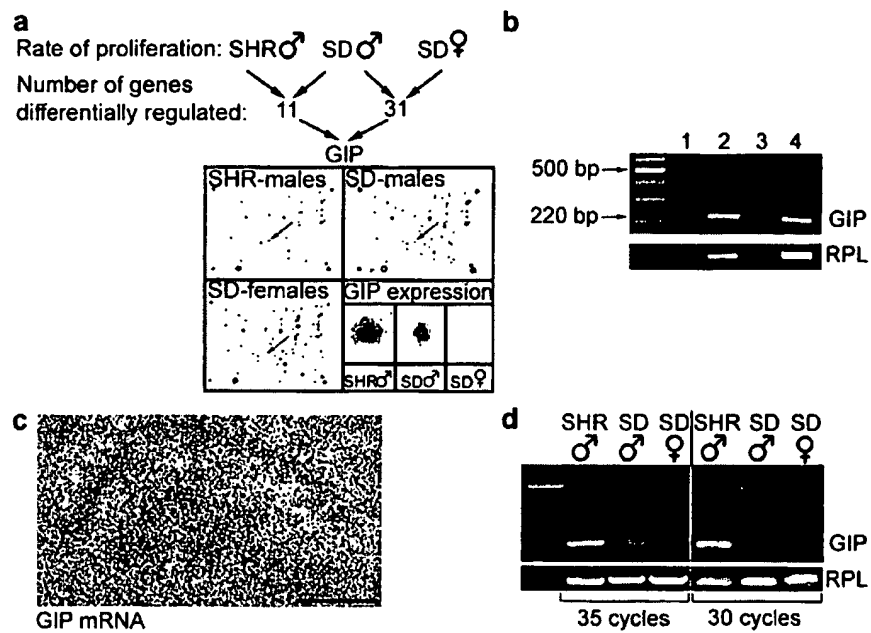 a
Rate of proliferation: SHR♂ SD♂ SD♀
Number of genes
differentially regulated: 11 31
GIP
SHR-males SD-males
SD-females GIP expression
SHR♂ SD♂ SD♀
b
1 2 3 4
500 bp
220 bp
GIP
RPL
c
GIP mRNA
d
SHR SD SD SHR SD SD
♂ ♂ ♀ ♂ ♂ ♀
GIP
RPL
35 cycles 30 cycles